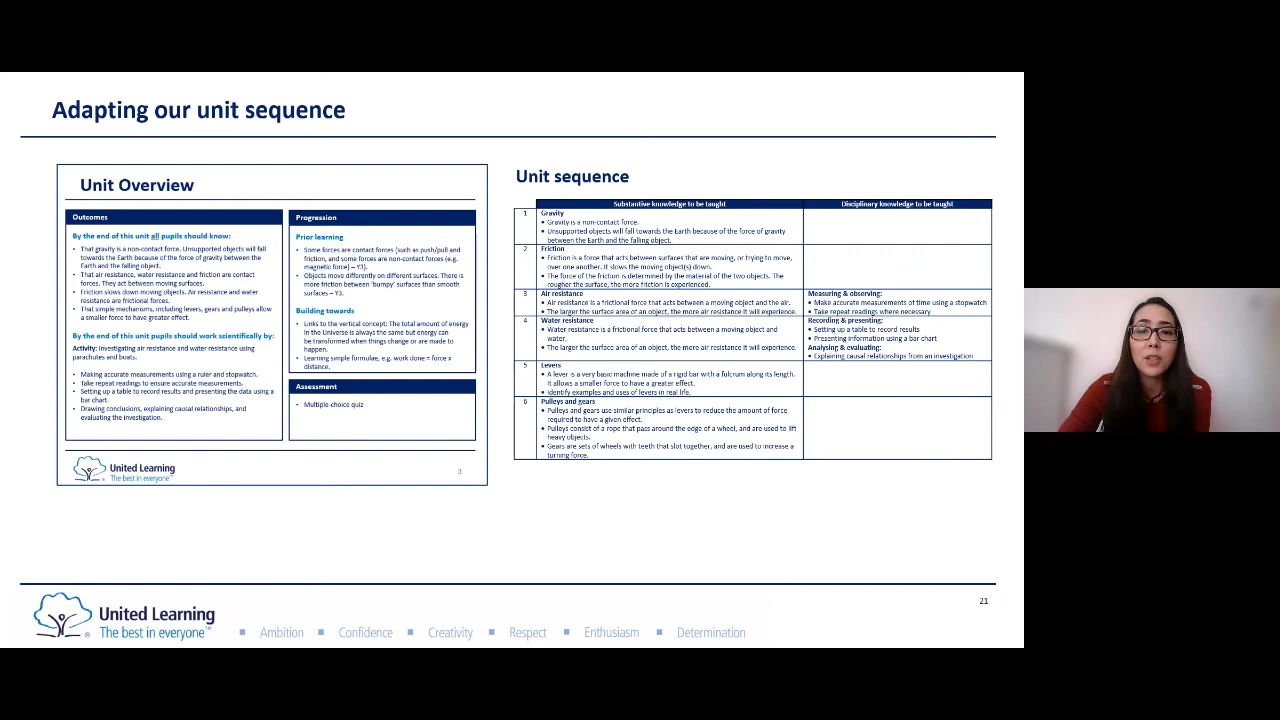 Adapting our unit sequence
Unit Overview
Outcomes
By the end of this unit all pupils should know:
• That gravity is a non-contact force. Unsupported objects will fall
towards the Earth because of the force of gravity between the
Earth and the falling object.
• That air resistance, water resistance and friction are contact
forces. They act between moving surfaces.
• Friction slows down moving objects. Air resistance and water
resistance are frictional forces.
• That simple mechanisms, including levers, gears and pulleys allow
a smaller force to have greater effect.
By the end of this unit pupils should work scientifically by:
Activity: Investigating air resistance and water resistance using
parachutes and boats.
• Making accurate measurements using a ruler and stopwatch.
• Take repeat readings to ensure accurate measurements.
• Setting up a table to record results and presenting the data using a
bar chart.
• Drawing conclusions, explaining causal relationships, and
evaluating the investigation.
Progression
Prior learning
• Some forces are contact forces (such as push/pull and
friction, and some forces are non-contact forces (e.g.
magnetic force) – Y3).
• Objects move differently on different surfaces. There is
more friction between 'bumpy' surfaces than smooth
surfaces – Y3.
Building towards
• Links to the vertical concept: The total amount of energy
in the Universe is always the same but energy can
be transformed when things change or are made to
happen.
• Learning simple formulae, e.g. work done = force x
distance.
Assessment
• Multiple-choice quiz
United Learning
The best in everyone™
3
Unit sequence
Substantive knowledge to be taught
Disciplinary knowledge to be taught
1
Gravity
• Gravity is a non-contact force.
• Unsupported objects will fall towards the Earth because of the force of gravity
between the Earth and the falling object.
2
Friction
• Friction is a force that acts between surfaces that are moving, or trying to move,
over one another. It slows the moving object(s) down.
• The force of the friction is determined by the material of the two objects. The
rougher the surface, the more friction is experienced.
3
Air resistance
• Air resistance is a frictional force that acts between a moving object and the air.
• The larger the surface area of an object, the more air resistance it will experience.
Measuring & observing:
• Make accurate measurements of time using a stopwatch
• Take repeat readings where necessary
4
Water resistance
• Water resistance is a frictional force that acts between a moving object and
water.
• The larger the surface area of an object, the more air resistance it will experience.
Recording & presenting:
• Setting up a table to record results
• Presenting information using a bar chart
Analysing & evaluating:
• Explaining causal relationships from an investigation
5
Levers
• A lever is a very basic machine made of a rigid bar with a fulcrum along its length.
It allows a smaller force to have a greater effect.
• Identify examples and uses of levers in real life.
6
Pulleys and gears
• Pulleys and gears use similar principles as levers to reduce the amount of force
required to have a given effect.
• Pulleys consist of a rope that pass around the edge of a wheel, and are used to lift
heavy objects.
• Gears are sets of wheels with teeth that slot together, and are used to increase a
turning force.
21
United Learning
The best in everyone™
▪ Ambition ▪ Confidence ▪ Creativity ▪ Respect ▪ Enthusiasm ▪ Determination